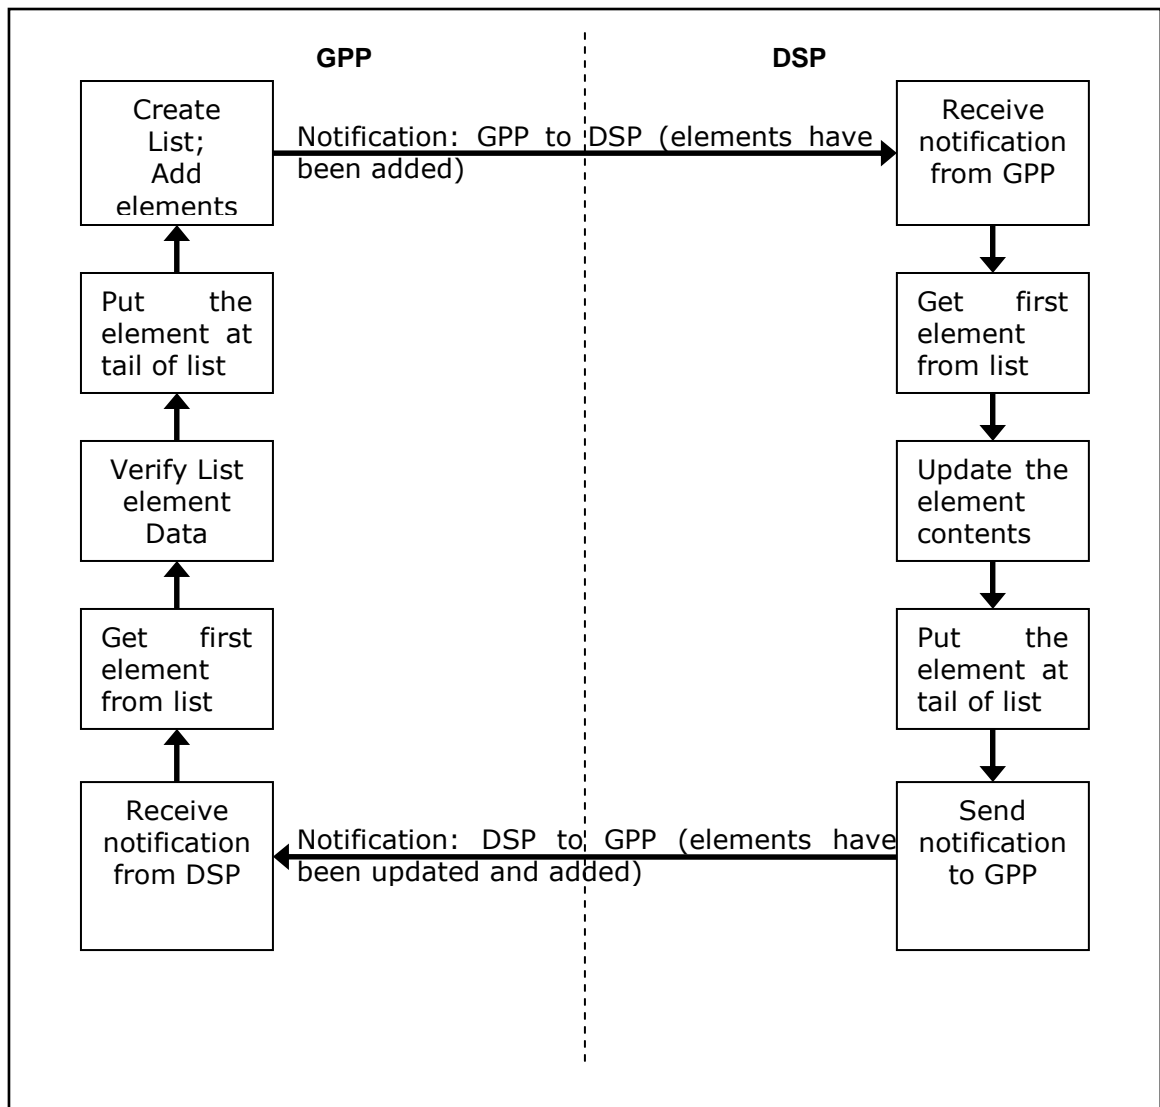 GPP
DSP
Create
List;
Add
elements
Notification: GPP to DSP (elements have
been added)
Receive
notification
from GPP
Put the
element at
tail of list
Get first
element
from list
Verify List
element
Data
Update the
element
contents
Get first
element
from list
Put the
element at
tail of list
Receive
notification
from DSP
Notification: DSP to GPP (elements have
been updated and added)
Send
notification
to GPP